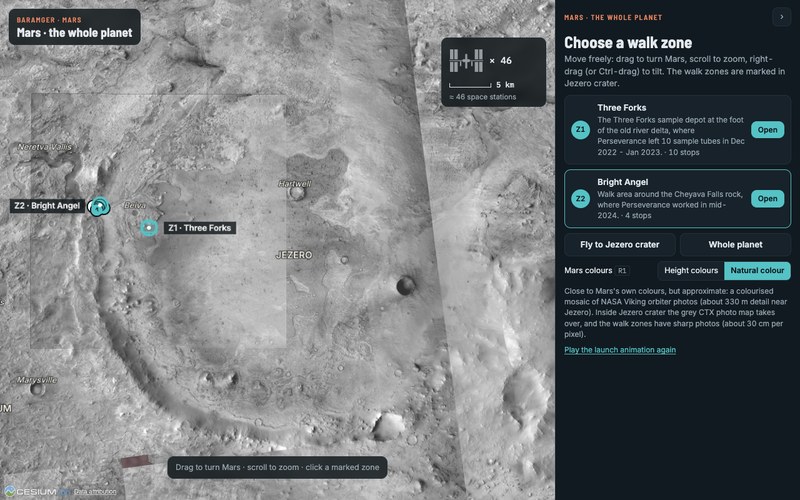 BARAMGER · MARS
Mars · the whole planet
× 46
5 km
= 46 space stations
Neretva Vallis
Hartwell
Z2 · Bright Angel
Belva
Z1 · Three Forks
JEZERO
Marysville
UM
Drag to turn Mars · scroll to zoom · click a marked zone
CESIUM
Data attribution
MARS · THE WHOLE PLANET
Choose a walk zone
Move freely: drag to turn Mars, scroll to zoom, right-
drag (or Ctrl-drag) to tilt. The walk zones are marked in
Jezero crater.
Z1
Three Forks
The Three Forks sample depot at the foot
of the old river delta, where
Perseverance left 10 sample tubes in Dec
2022 - Jan 2023. · 10 stops
Open
Z2
Bright Angel
Walk area around the Cheyava Falls rock,
where Perseverance worked in mid-
2024. · 4 stops
Open
Fly to Jezero crater
Whole planet
Mars colours R1
Height colours
Natural colour
Close to Mars's own colours, but approximate: a colourised
mosaic of NASA Viking orbiter photos (about 330 m detail near
Jezero). Inside Jezero crater the grey CTX photo map takes
over, and the walk zones have sharp photos (about 30 cm per
pixel).
Play the launch animation again